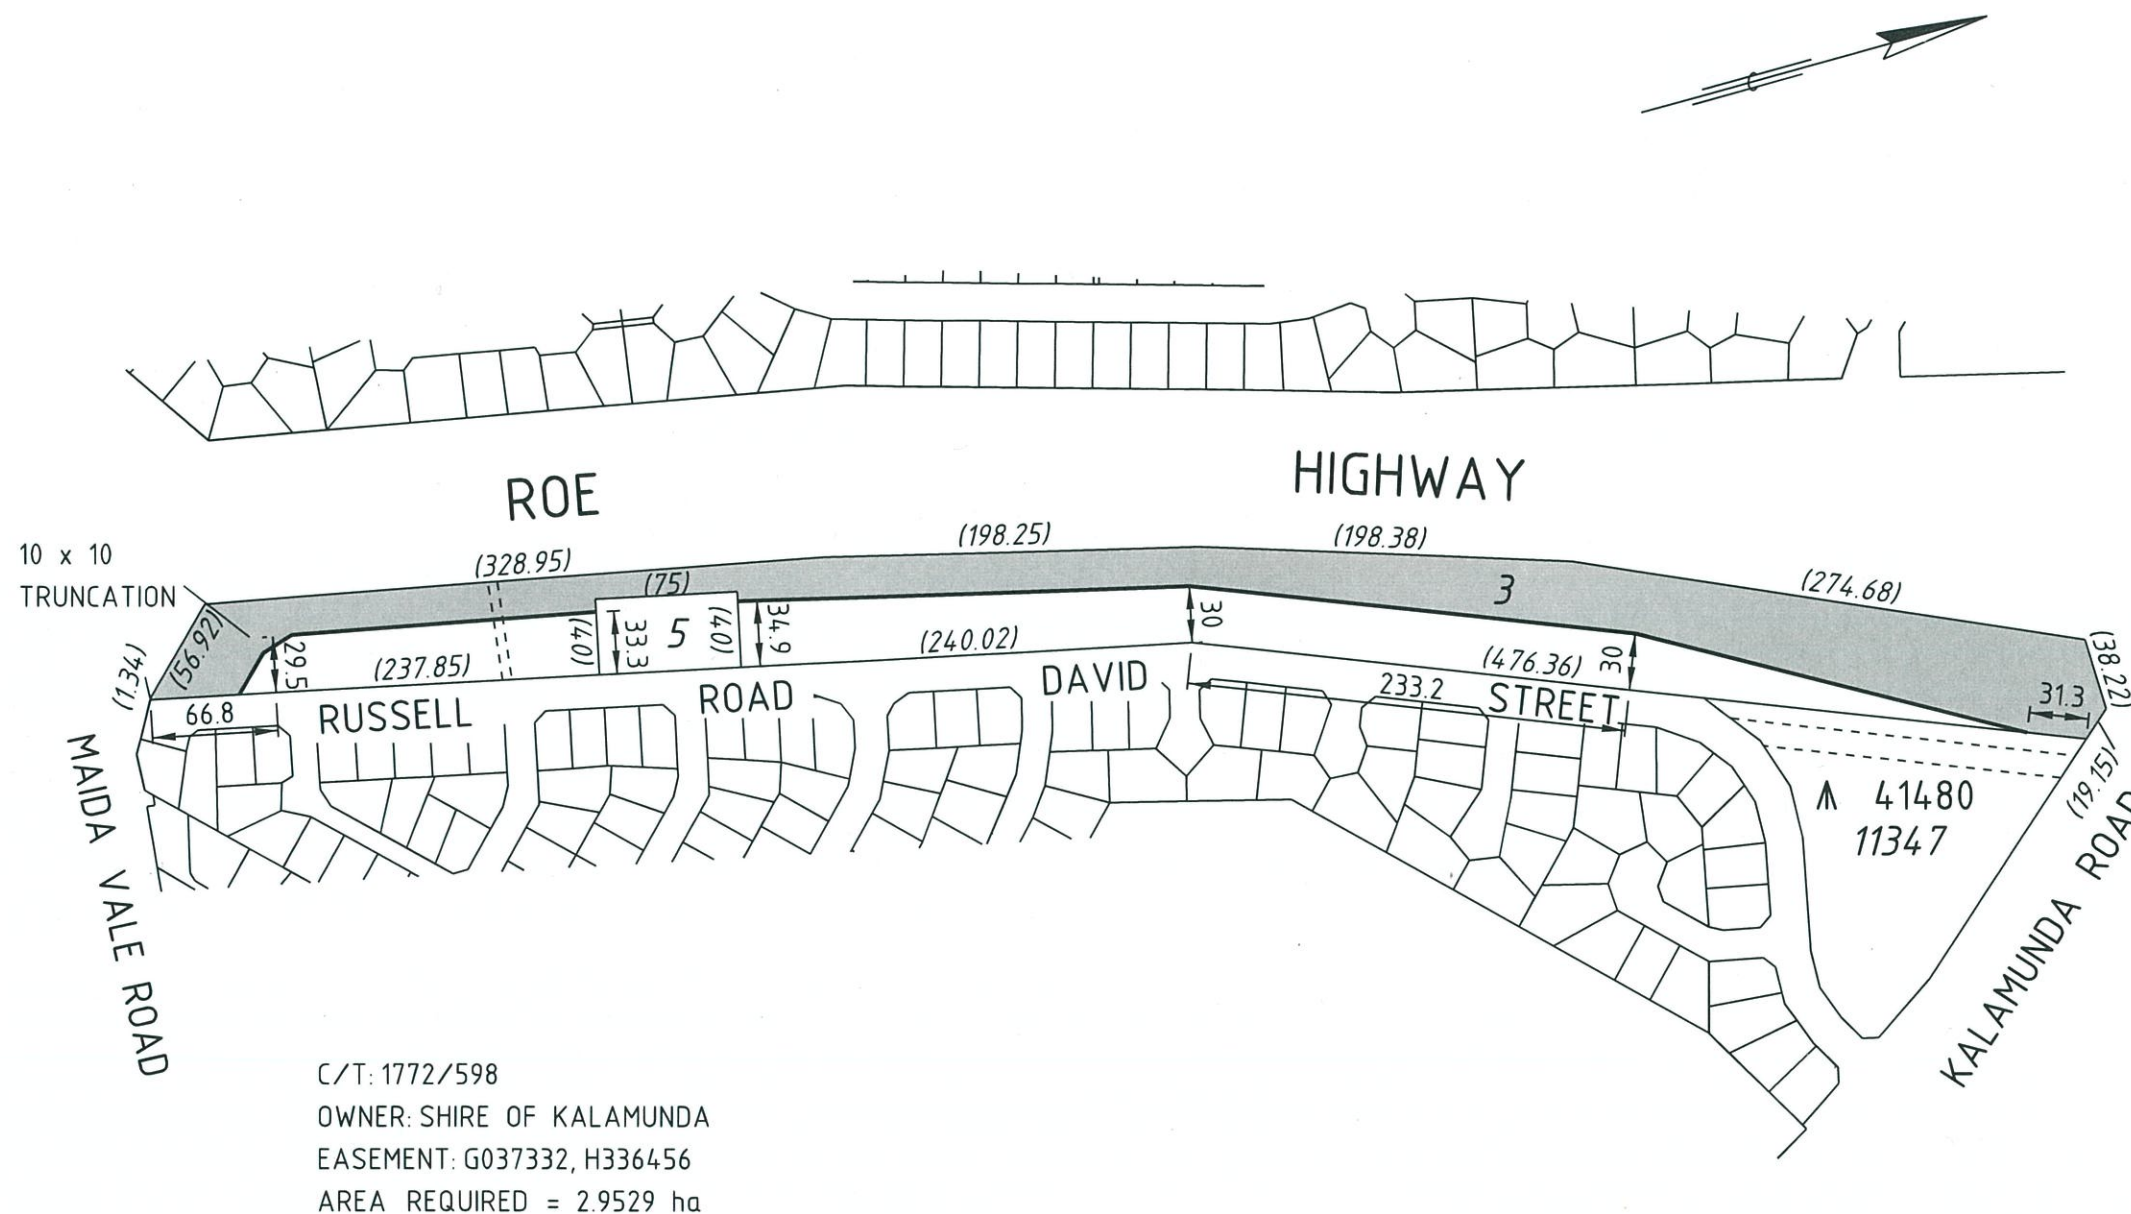 ROE
HIGHWAY
10 x 10
TRUNCATION
(328.95)
(75)
(198.25)
(198.38)
3
(274.68)
(38.22)
31.3
(19.15)
(1.34)
(56.92)
66.8
29.5
(237.85)
(40)
33.3
5
(40)
34.9
(240.02)
30
(476.36)
30
233.2
RUSSELL
ROAD
DAVID
STREET
41480
11347
MAIDA VALE ROAD
KALAMUNDA ROAD
C/T: 1772/598
OWNER: SHIRE OF KALAMUNDA
EASEMENT: G037332, H336456
AREA REQUIRED = 2.9529 ha